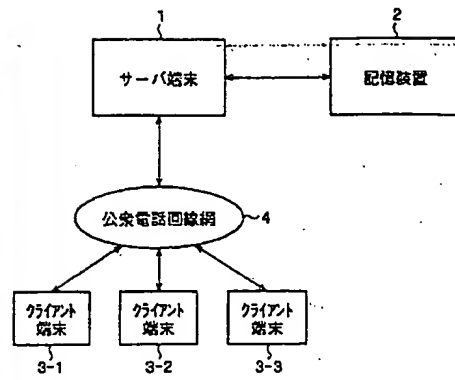 1
2
サーバ端末
記憶装置
公衆電話回線網
4
クライアント
端末
クライアント
端末
クライアント
端末
3-1
3-2
3-3